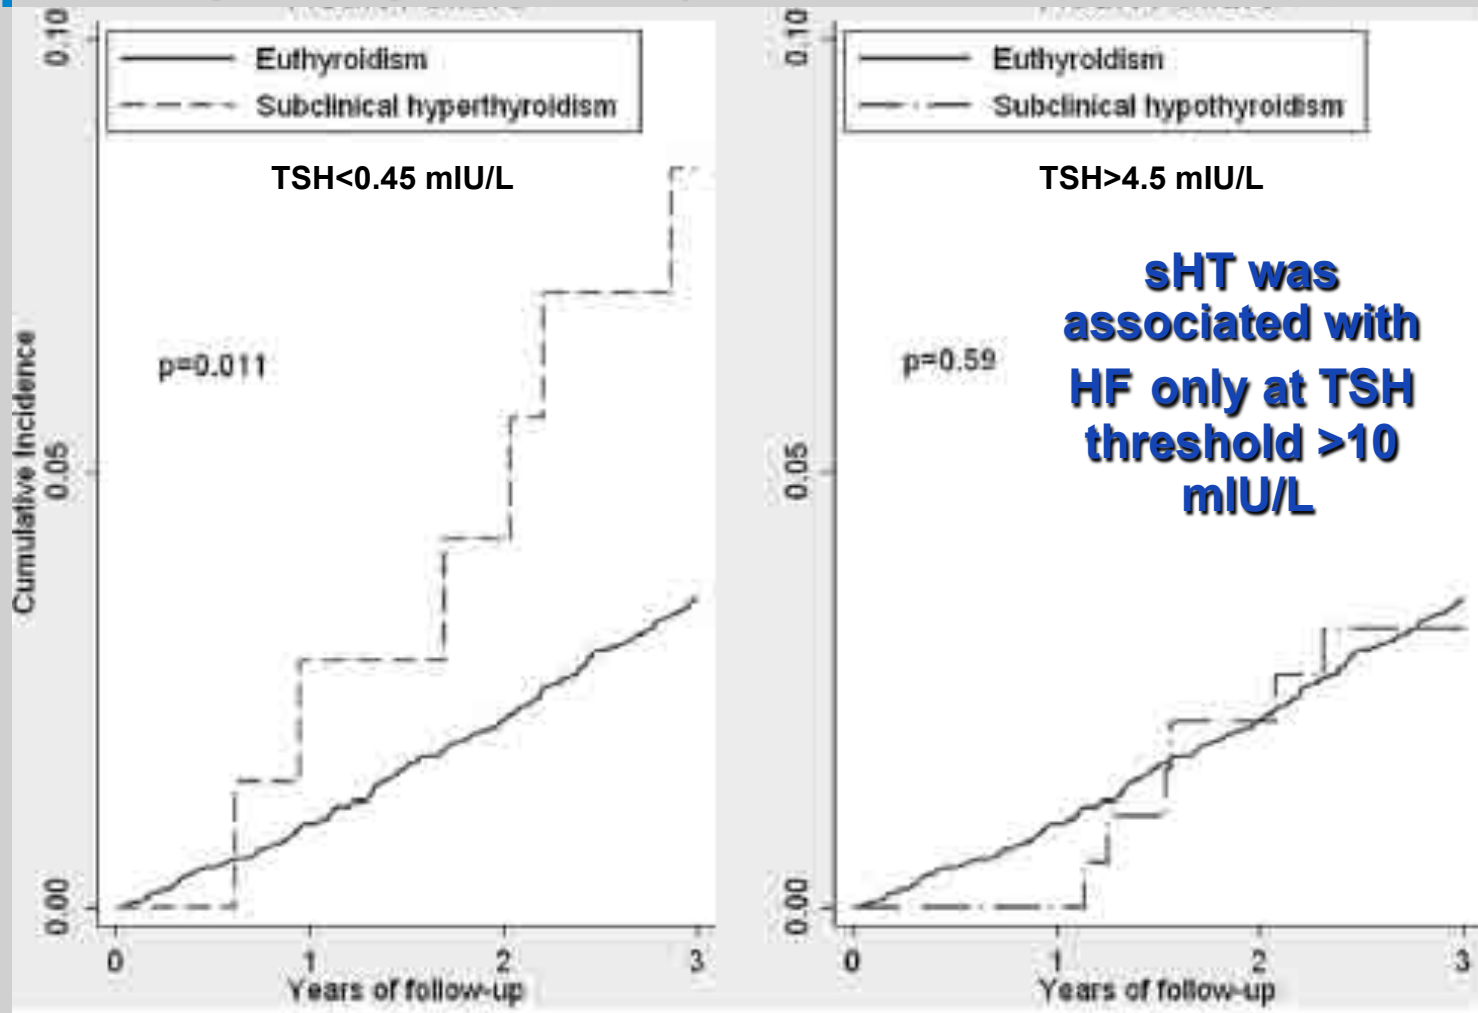 0.10
Euthyroidism
Subclinical hyperthyroidism
TSH<0.45 mIU/L
p=0.011
Cumulative Incidence
0.05
0.00
0 1 2 3
Years of follow-up
0.10
Euthyroidism
Subclinical hypothyroidism
TSH>4.5 mIU/L
sHT was
associated with
HF only at TSH
threshold >10
mIU/L
p=0.59
0.05
0.00
0 1 2 3
Years of follow-up